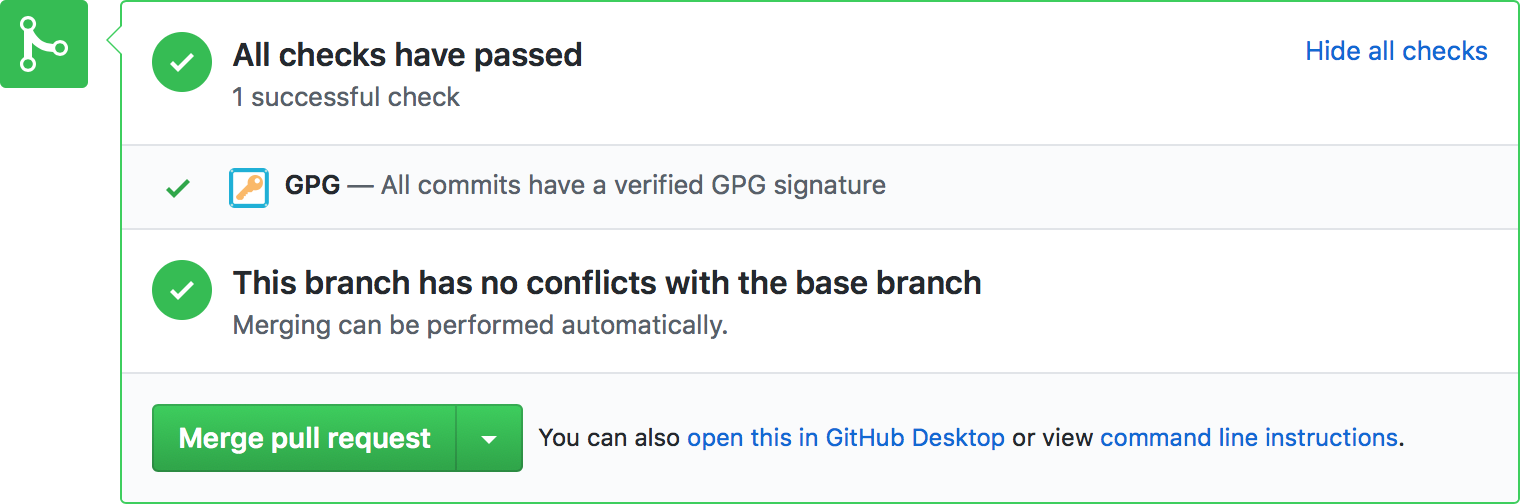 All checks have passed
Hide all checks
1 successful check
GPG — All commits have a verified GPG signature
This branch has no conflicts with the base branch
Merging can be performed automatically.
Merge pull request
You can also open this in GitHub Desktop or view command line instructions.